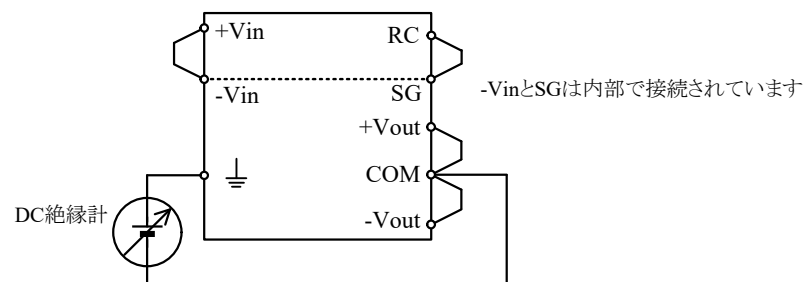 +Vin
RC
-Vin
SG
-VinとSGは内部で接続されています
+Vout
COM
DC絶縁計
-Vout